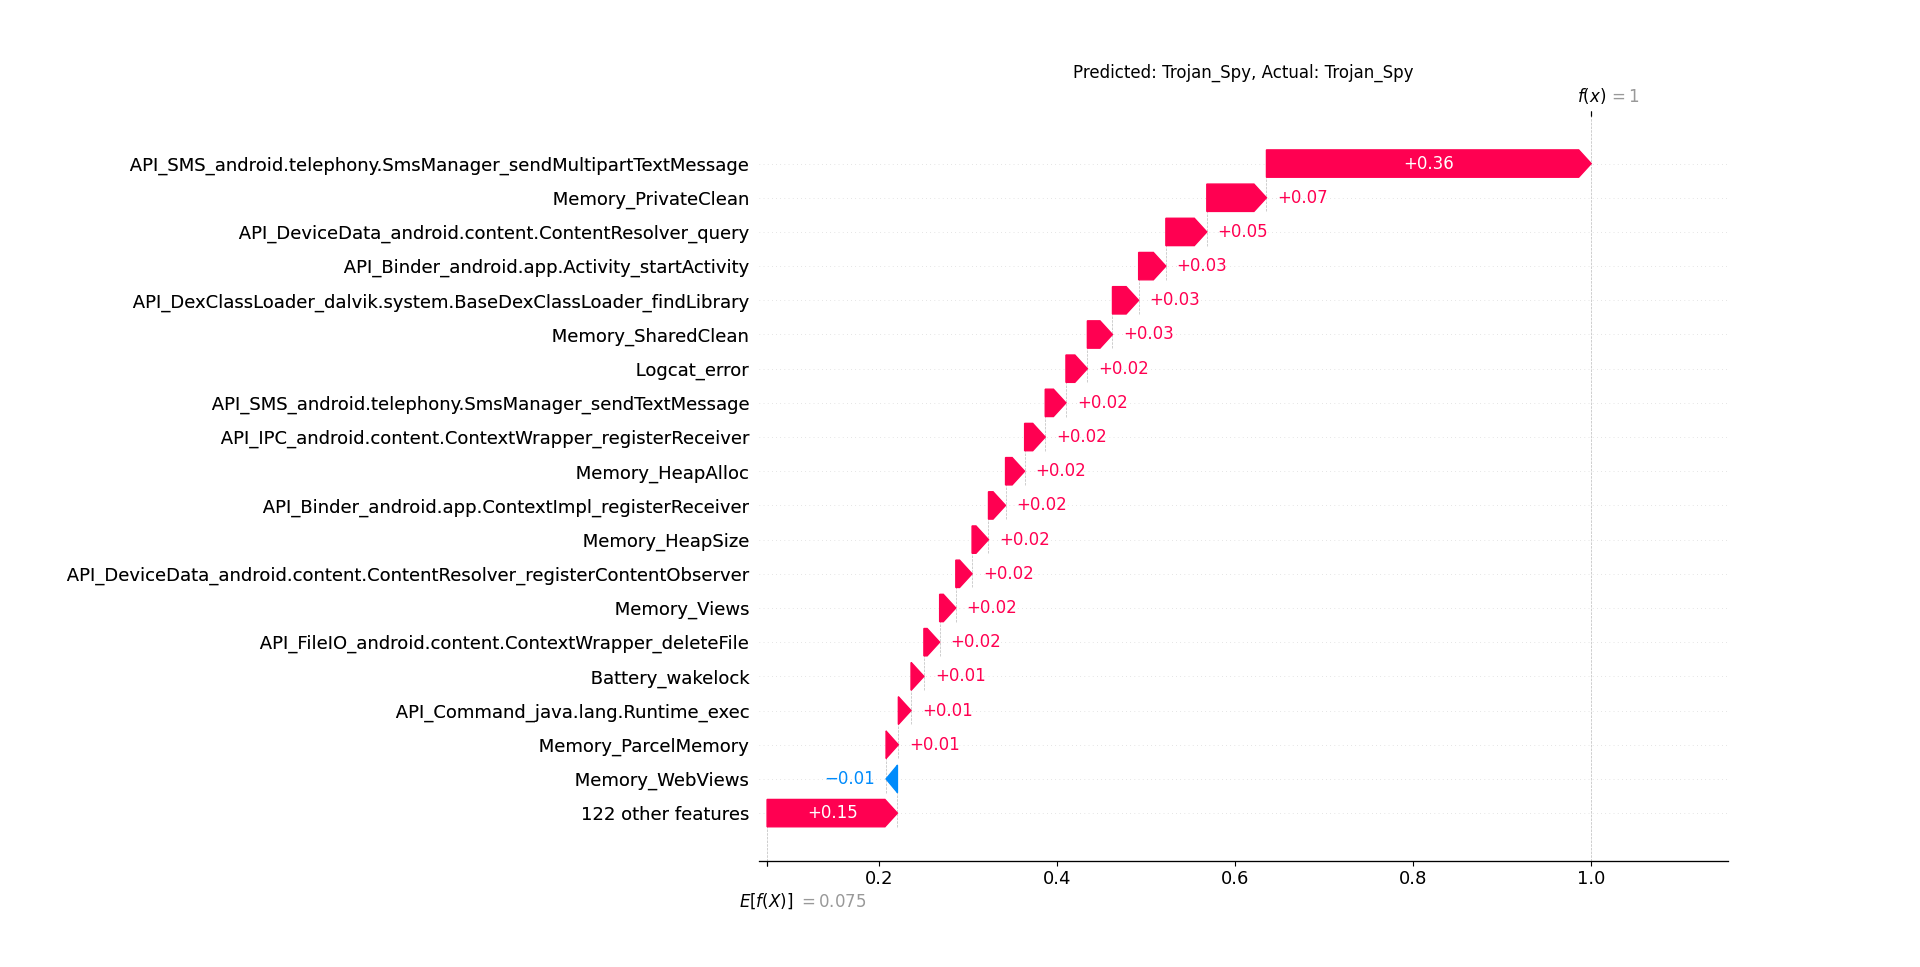 Predicted: Trojan_Spy, Actual: Trojan_Spy
f(x) = 1
API_SMS_android.telephony.SmsManager_sendMultipartTextMessage +0.36
Memory_PrivateClean +0.07
API_DeviceData_android.content.ContentResolver_query +0.05
API_Binder_android.app.Activity_startActivity +0.03
API_DexClassLoader_dalvik.system.BaseDexClassLoader_findLibrary +0.03
Memory_SharedClean +0.03
Logcat_error +0.02
API_SMS_android.telephony.SmsManager_sendTextMessage +0.02
API_IPC_android.content.ContextWrapper_registerReceiver +0.02
Memory_HeapAlloc +0.02
API_Binder_android.app.ContextImpl_registerReceiver +0.02
Memory_HeapSize +0.02
API_DeviceData_android.content.ContentResolver_registerContentObserver +0.02
Memory_Views +0.02
API_FileIO_android.content.ContextWrapper_deleteFile +0.02
Battery_wakelock +0.01
API_Command_java.lang.Runtime_exec +0.01
Memory_ParcelMemory +0.01
Memory_WebViews −0.01
122 other features +0.15
0.2 0.4 0.6 0.8 1.0
E[f(X)] = 0.075